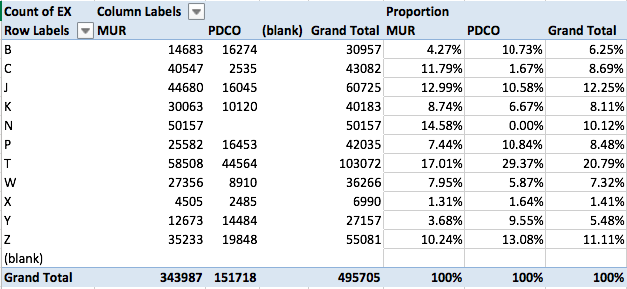 Count of EX Column Labels Proportion
Row Labels MUR PDCO (blank) Grand Total MUR PDCO Grand Total
B 14683 16274 30957 4.27% 10.73% 6.25%
C 40547 2535 43082 11.79% 1.67% 8.69%
J 44680 16045 60725 12.99% 10.58% 12.25%
K 30063 10120 40183 8.74% 6.67% 8.11%
N 50157 50157 14.58% 0.00% 10.12%
P 25582 16453 42035 7.44% 10.84% 8.48%
T 58508 44564 103072 17.01% 29.37% 20.79%
W 27356 8910 36266 7.95% 5.87% 7.32%
X 4505 2485 6990 1.31% 1.64% 1.41%
Y 12673 14484 27157 3.68% 9.55% 5.48%
Z 35233 19848 55081 10.24% 13.08% 11.11%
(blank)
Grand Total 343987 151718 495705 100% 100% 100%